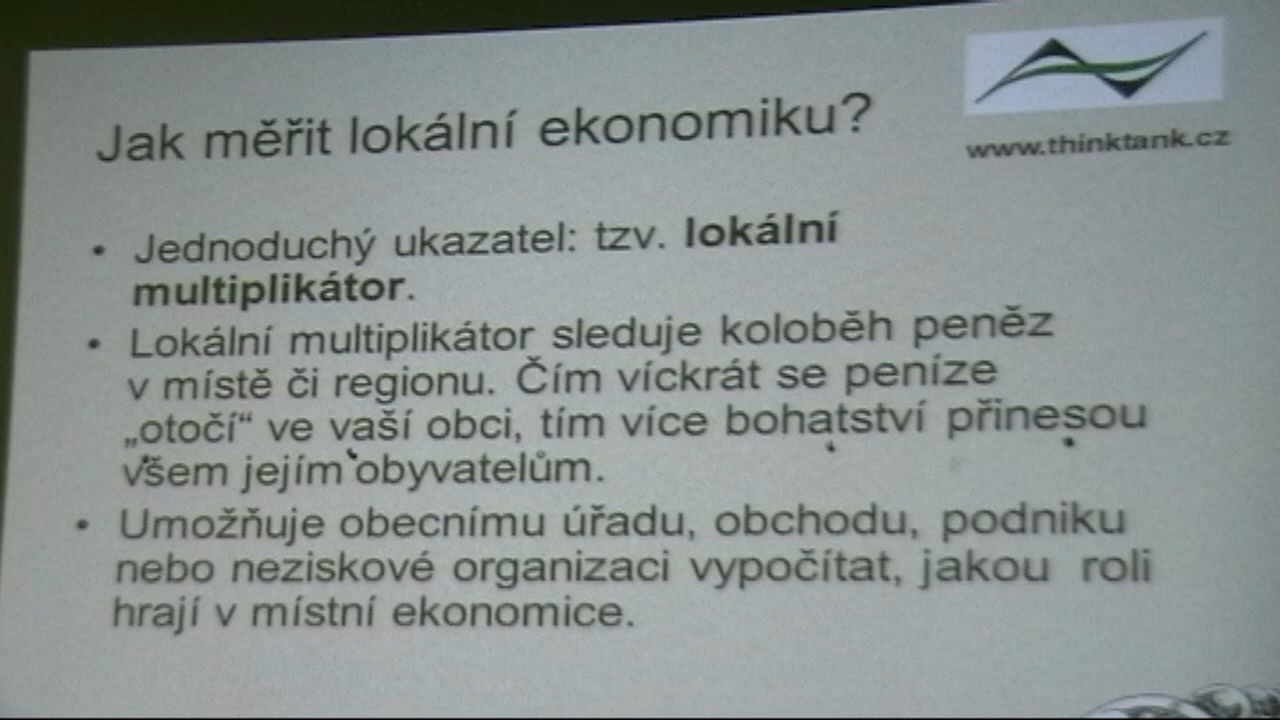 Jak měřit lokální ekonomiku?
www.thinktank.cz
• Jednoduchý ukazatel: tzv. lokální
multiplikátor.
• Lokální multiplikátor sleduje koloběh peněz
v místě či regionu. Čím víckrát se peníze
„otočí“ ve vaší obci, tím více bohatství přinesou
všem jejím obyvatelům.
• Umožňuje obecnímu úřadu, obchodu, podniku
nebo neziskové organizaci vypočítat, jakou roli
hrají v místní ekonomice.